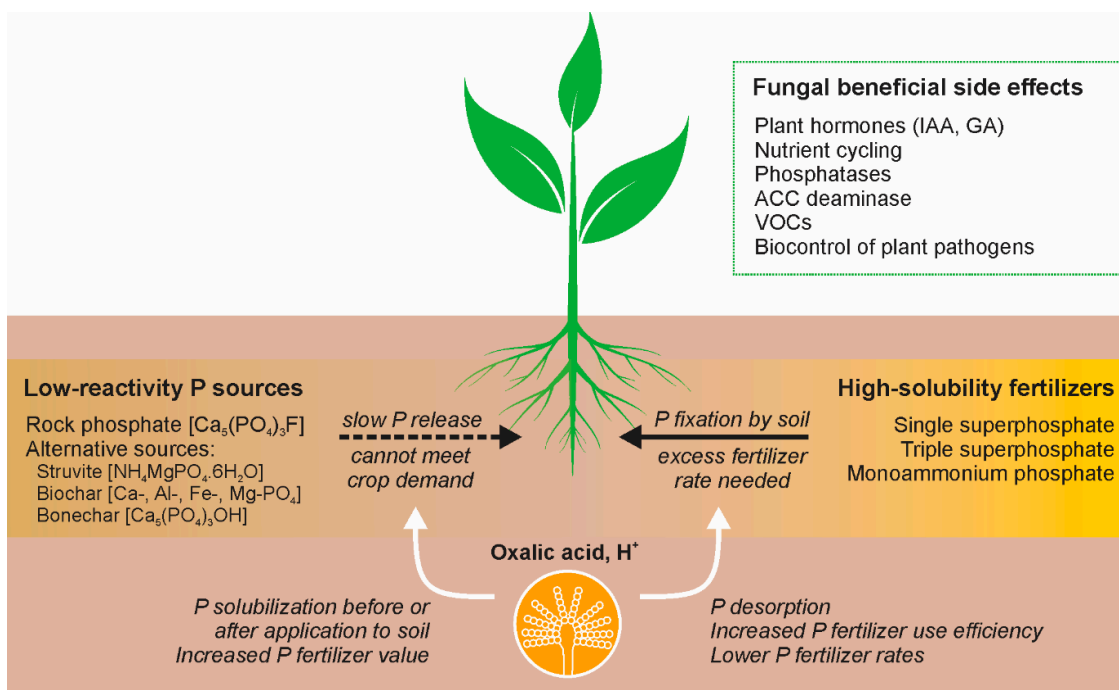 Fungal beneficial side effects
Plant hormones (IAA, GA)
Nutrient cycling
Phosphatases
ACC deaminase
VOCs
Biocontrol of plant pathogens
Low-reactivity P sources
Rock phosphate [Ca₅(PO₄)₃F]
Alternative sources:
Struvite [NH₄MgPO₄.6H₂O]
Biochar [Ca-, Al-, Fe-, Mg-PO₄]
Bonechar [Ca₅(PO₄)₃OH]
slow P release
cannot meet
crop demand
P fixation by soil
excess fertilizer
rate needed
High-solubility fertilizers
Single superphosphate
Triple superphosphate
Monoammonium phosphate
Oxalic acid, H⁺
P solubilization before or
after application to soil
Increased P fertilizer value
P desorption
Increased P fertilizer use efficiency
Lower P fertilizer rates